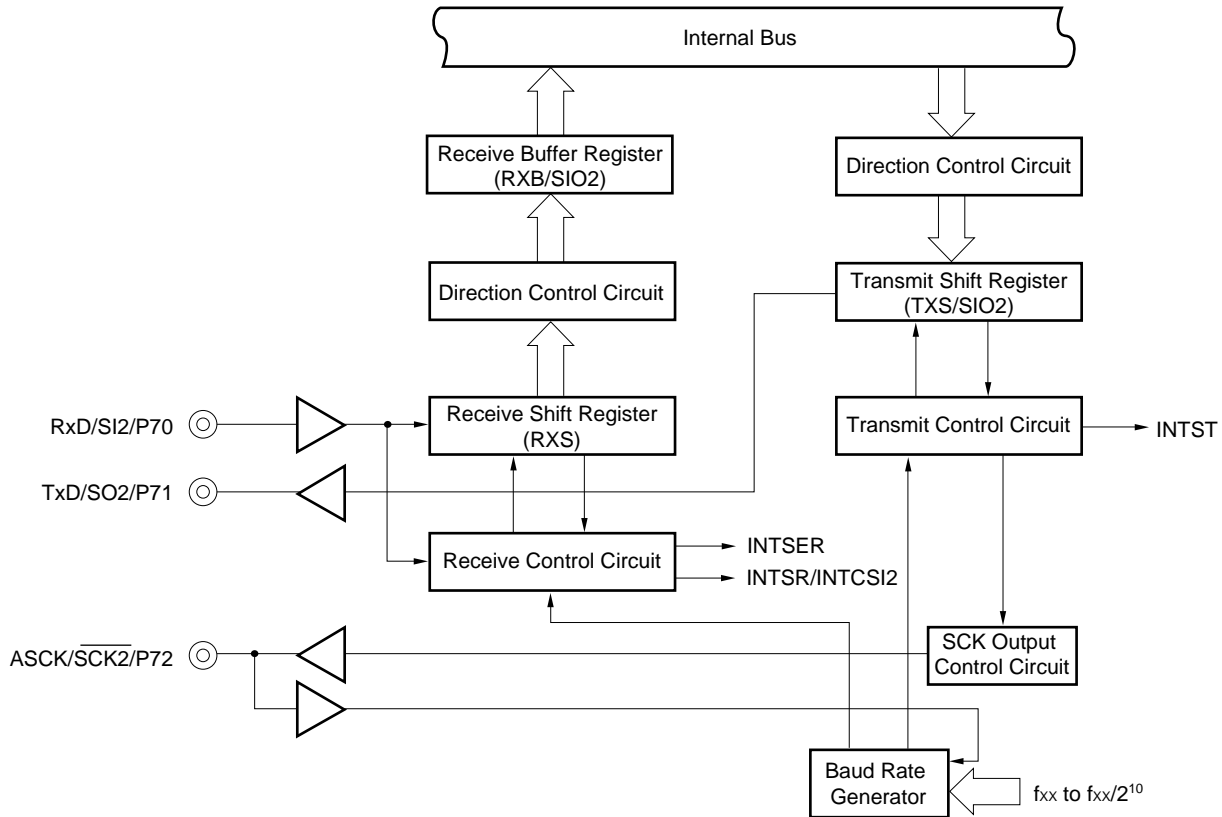 Internal Bus
Receive Buffer Register
(RXB/SIO2)
Direction Control Circuit
Direction Control Circuit
Transmit Shift Register
(TXS/SIO2)
RxD/SI2/P70
Receive Shift Register
(RXS)
Transmit Control Circuit
INTST
TxD/SO2/P71
Receive Control Circuit
INTSER
INTSR/INTCSI2
ASCK/S̅C̅K̅2̅/P72
SCK Output
Control Circuit
Baud Rate
Generator
fxx to fxx/2¹⁰